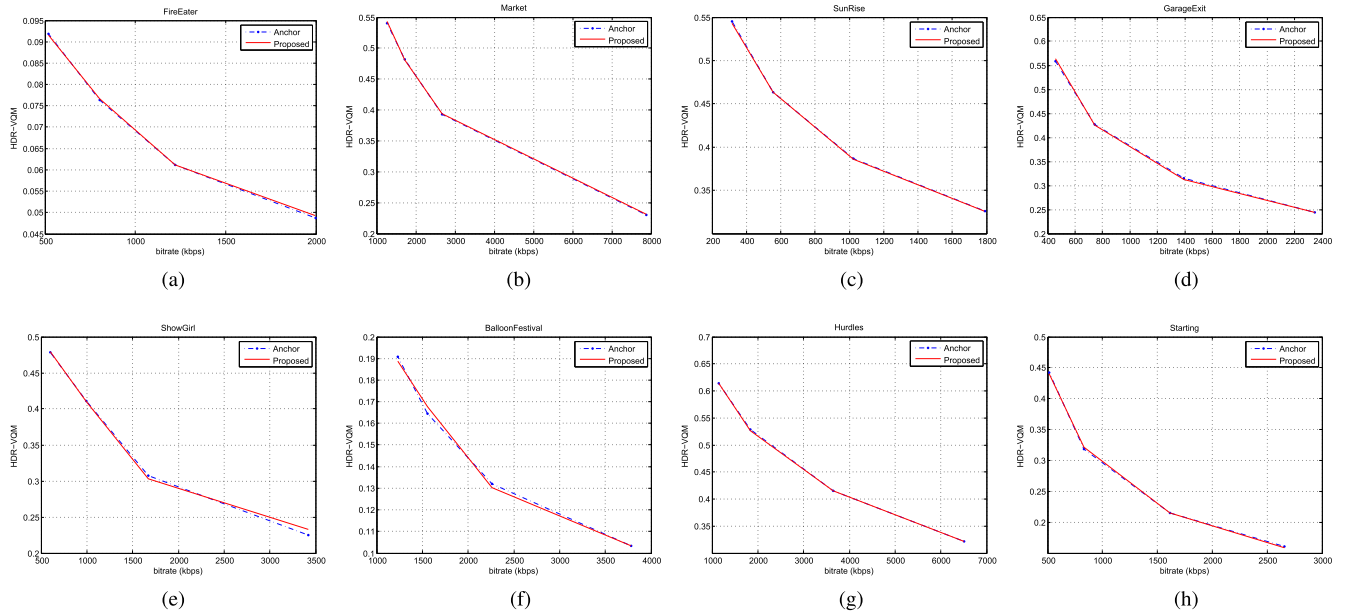 FireEater
0.095
0.09
0.085
0.08
0.075
0.07
0.065
0.06
0.055
0.05
0.045
500
1000
1500
2000
HDR−VQM
bitrate (kbps)
Anchor
Proposed
(a)
Market
0.55
0.5
0.45
0.4
0.35
0.3
0.25
0.2
1000
2000
3000
4000
5000
6000
7000
8000
HDR−VQM
bitrate (kbps)
Anchor
Proposed
(b)
SunRise
0.55
0.5
0.45
0.4
0.35
200
400
600
800
1000
1200
1400
1600
1800
HDR−VQM
bitrate (kbps)
Anchor
Proposed
(c)
GarageExit
0.65
0.6
0.55
0.5
0.45
0.4
0.35
0.3
0.25
0.2
400
600
800
1000
1200
1400
1600
1800
2000
2200
2400
HDR−VQM
bitrate (kbps)
Anchor
Proposed
(d)
ShowGirl
0.5
0.45
0.4
0.35
0.3
0.25
0.2
500
1000
1500
2000
2500
3000
3500
HDR−VQM
bitrate (kbps)
Anchor
Proposed
(e)
BalloonFestival
0.2
0.19
0.18
0.17
0.16
0.15
0.14
0.13
0.12
0.11
0.1
1000
1500
2000
2500
3000
3500
4000
HDR−VQM
bitrate (kbps)
Anchor
Proposed
(f)
Hurdles
0.7
0.65
0.6
0.55
0.5
0.45
0.4
0.35
1000
2000
3000
4000
5000
6000
7000
HDR−VQM
bitrate (kbps)
Anchor
Proposed
(g)
Starting
0.5
0.45
0.4
0.35
0.3
0.25
0.2
500
1000
1500
2000
2500
3000
HDR−VQM
bitrate (kbps)
Anchor
Proposed
(h)